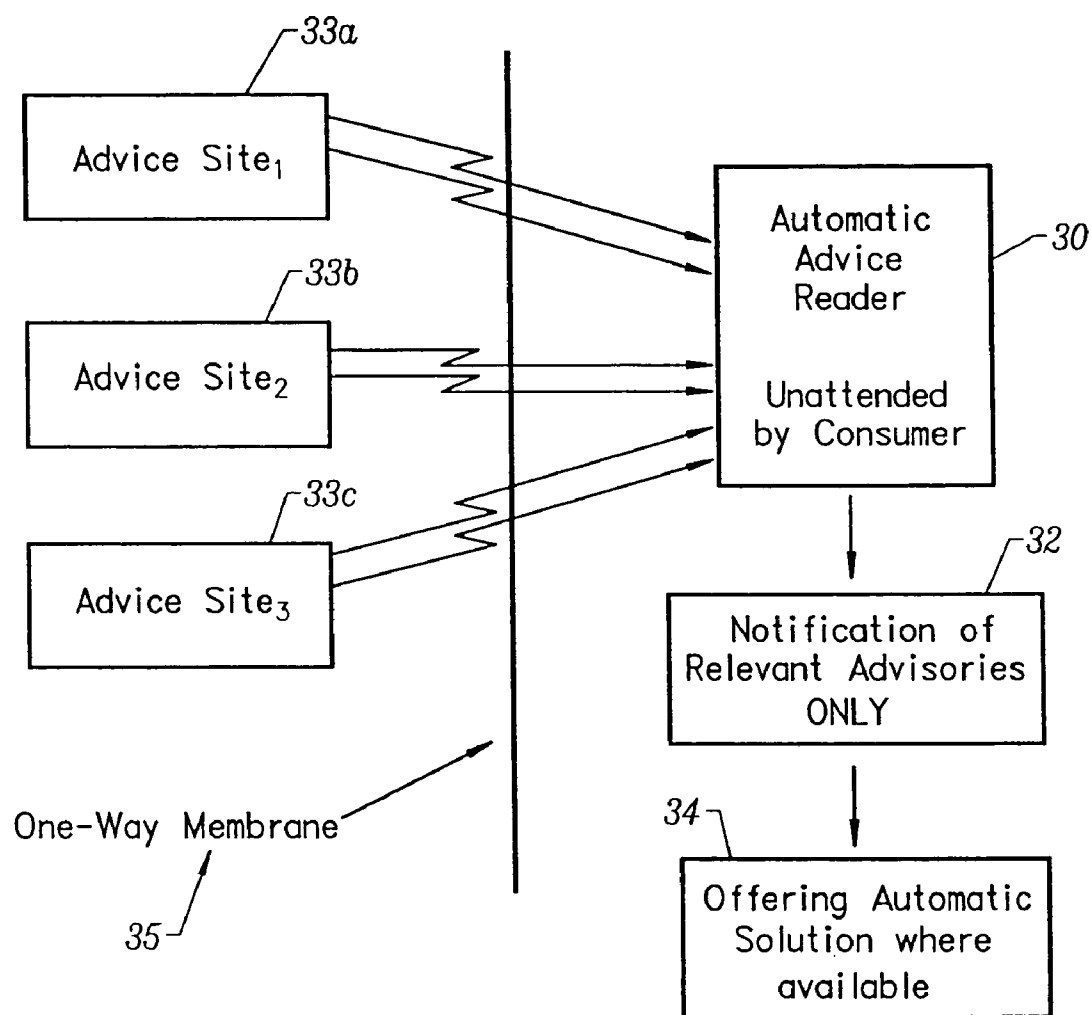 33a
Advice Site₁
33b
Advice Site₂
33c
Advice Site₃
One-Way Membrane
35
Automatic
Advice
Reader
Unattended
by Consumer
30
32
Notification of
Relevant Advisories
ONLY
34
Offering Automatic
Solution where
available